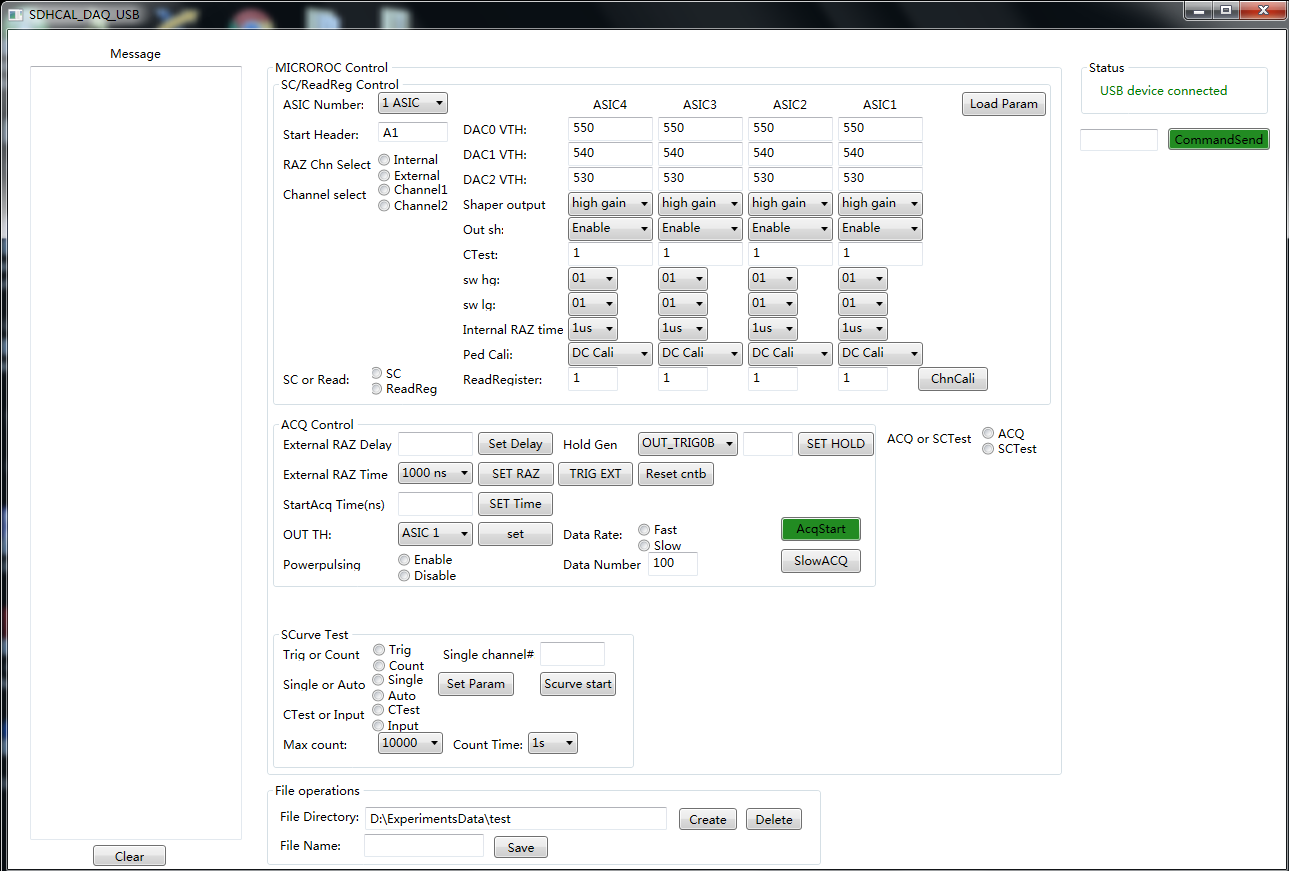 SDHCAL_DAQ_USB
Message
Clear
MICROROC Control
SC/ReadReg Control
ASIC Number: 1 ASIC
Start Header: A1
RAZ Chn Select Internal
External
Channel select Channel1
Channel2
SC or Read: SC
ReadReg
ASIC4 ASIC3 ASIC2 ASIC1 Load Param
DAC0 VTH: 550 550 550 550
DAC1 VTH: 540 540 540 540
DAC2 VTH: 530 530 530 530
Shaper output high gain high gain high gain high gain
Out sh: Enable Enable Enable Enable
CTest: 1 1 1 1
sw hg: 01 01 01 01
sw lg: 01 01 01 01
Internal RAZ time 1us 1us 1us 1us
Ped Cali: DC Cali DC Cali DC Cali DC Cali
ReadRegister: 1 1 1 1 ChnCali
ACQ Control
External RAZ Delay Set Delay Hold Gen OUT_TRIG0B SET HOLD
External RAZ Time 1000 ns SET RAZ TRIG EXT Reset cntb
StartAcq Time(ns) SET Time
OUT TH: ASIC 1 set Data Rate: Fast
Slow
AcqStart
Powerpulsing Enable
Disable
Data Number 100 SlowACQ
ACQ or SCTest ACQ
SCTest
SCurve Test
Trig or Count Trig
Count
Single channel#
Single or Auto Single
Auto
Set Param Scurve start
CTest or Input CTest
Input
Max count: 10000 Count Time: 1s
File operations
File Directory: D:\ExperimentsData\test Create Delete
File Name: Save
Status
USB device connected
CommandSend